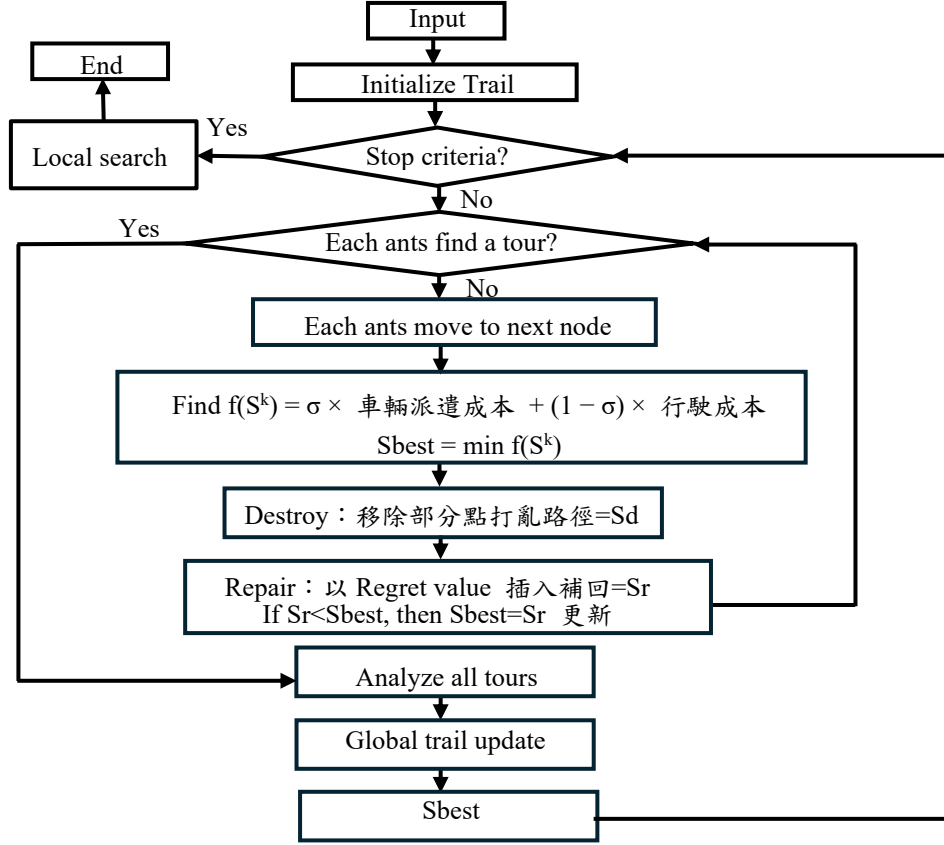 Input
End
Initialize Trail
Yes
Local search
Stop criteria?
No
Yes
Each ants find a tour?
No
Each ants move to next node
Find f(Sᵏ) = σ × 車輛派遣成本 + (1 − σ) × 行駛成本
Sbest = min f(Sᵏ)
Destroy：移除部分點打亂路徑=Sd
Repair：以 Regret value 插入補回=Sr
If Sr<Sbest, then Sbest=Sr 更新
Analyze all tours
Global trail update
Sbest